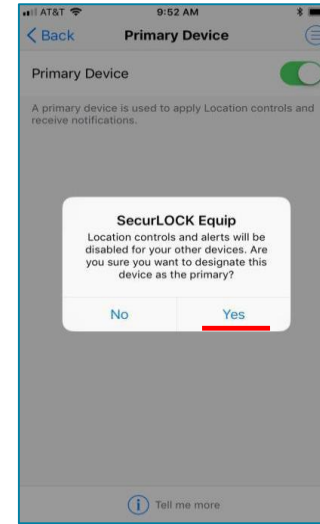 AT&T 9:52 AM
Back Primary Device
Primary Device
A primary device is used to apply Location controls and
receive notifications.
SecurLOCK Equip
Location controls and alerts will be
disabled for your other devices. Are
you sure you want to designate this
device as the primary?
No Yes
Tell me more